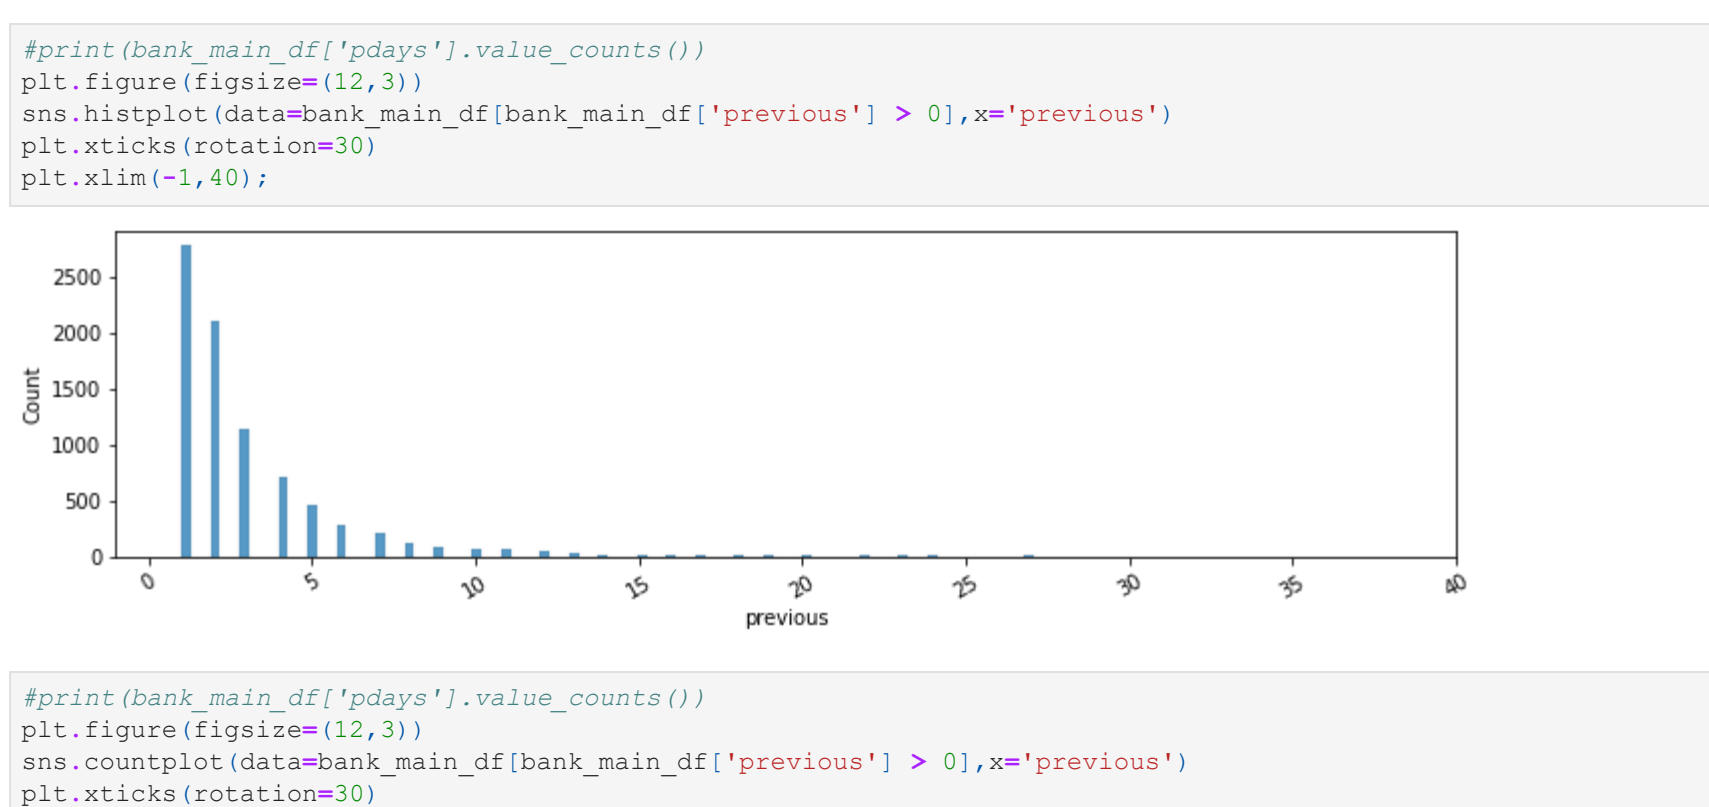 #print(bank_main_df['pdays'].value_counts())
plt.figure(figsize=(12,3))
sns.histplot(data=bank_main_df[bank_main_df['previous'] > 0],x='previous')
plt.xticks(rotation=30)
plt.xlim(-1,40);
2500
2000
1500
1000
500
0
Count
0 5 10 15 20 25 30 35 40
previous
#print(bank_main_df['pdays'].value_counts())
plt.figure(figsize=(12,3))
sns.countplot(data=bank_main_df[bank_main_df['previous'] > 0],x='previous')
plt.xticks(rotation=30)